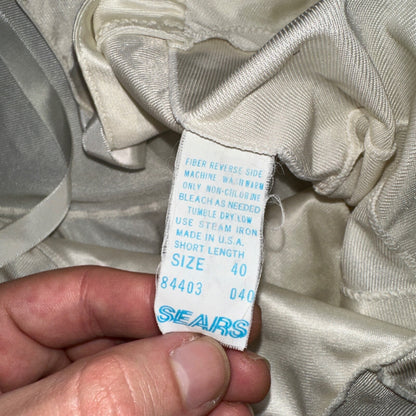 FIBER REVERSE SIDE
MACHINE WASH WARM
ONLY NON-CHLORINE
BLEACH AS NEEDED
TUMBLE DRY LOW
USE STEAM IRON
MADE IN U.S.A.
SHORT LENGTH
SIZE 40
84403 040
SEARS